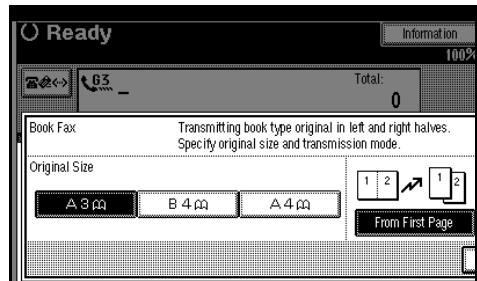 Ready
Information
100%
G3 _
Total:
0
Book Fax
Transmitting book type original in left and right halves.
Specify original size and transmission mode.
Original Size
A3
B4
A4
1 2
1 2
From First Page